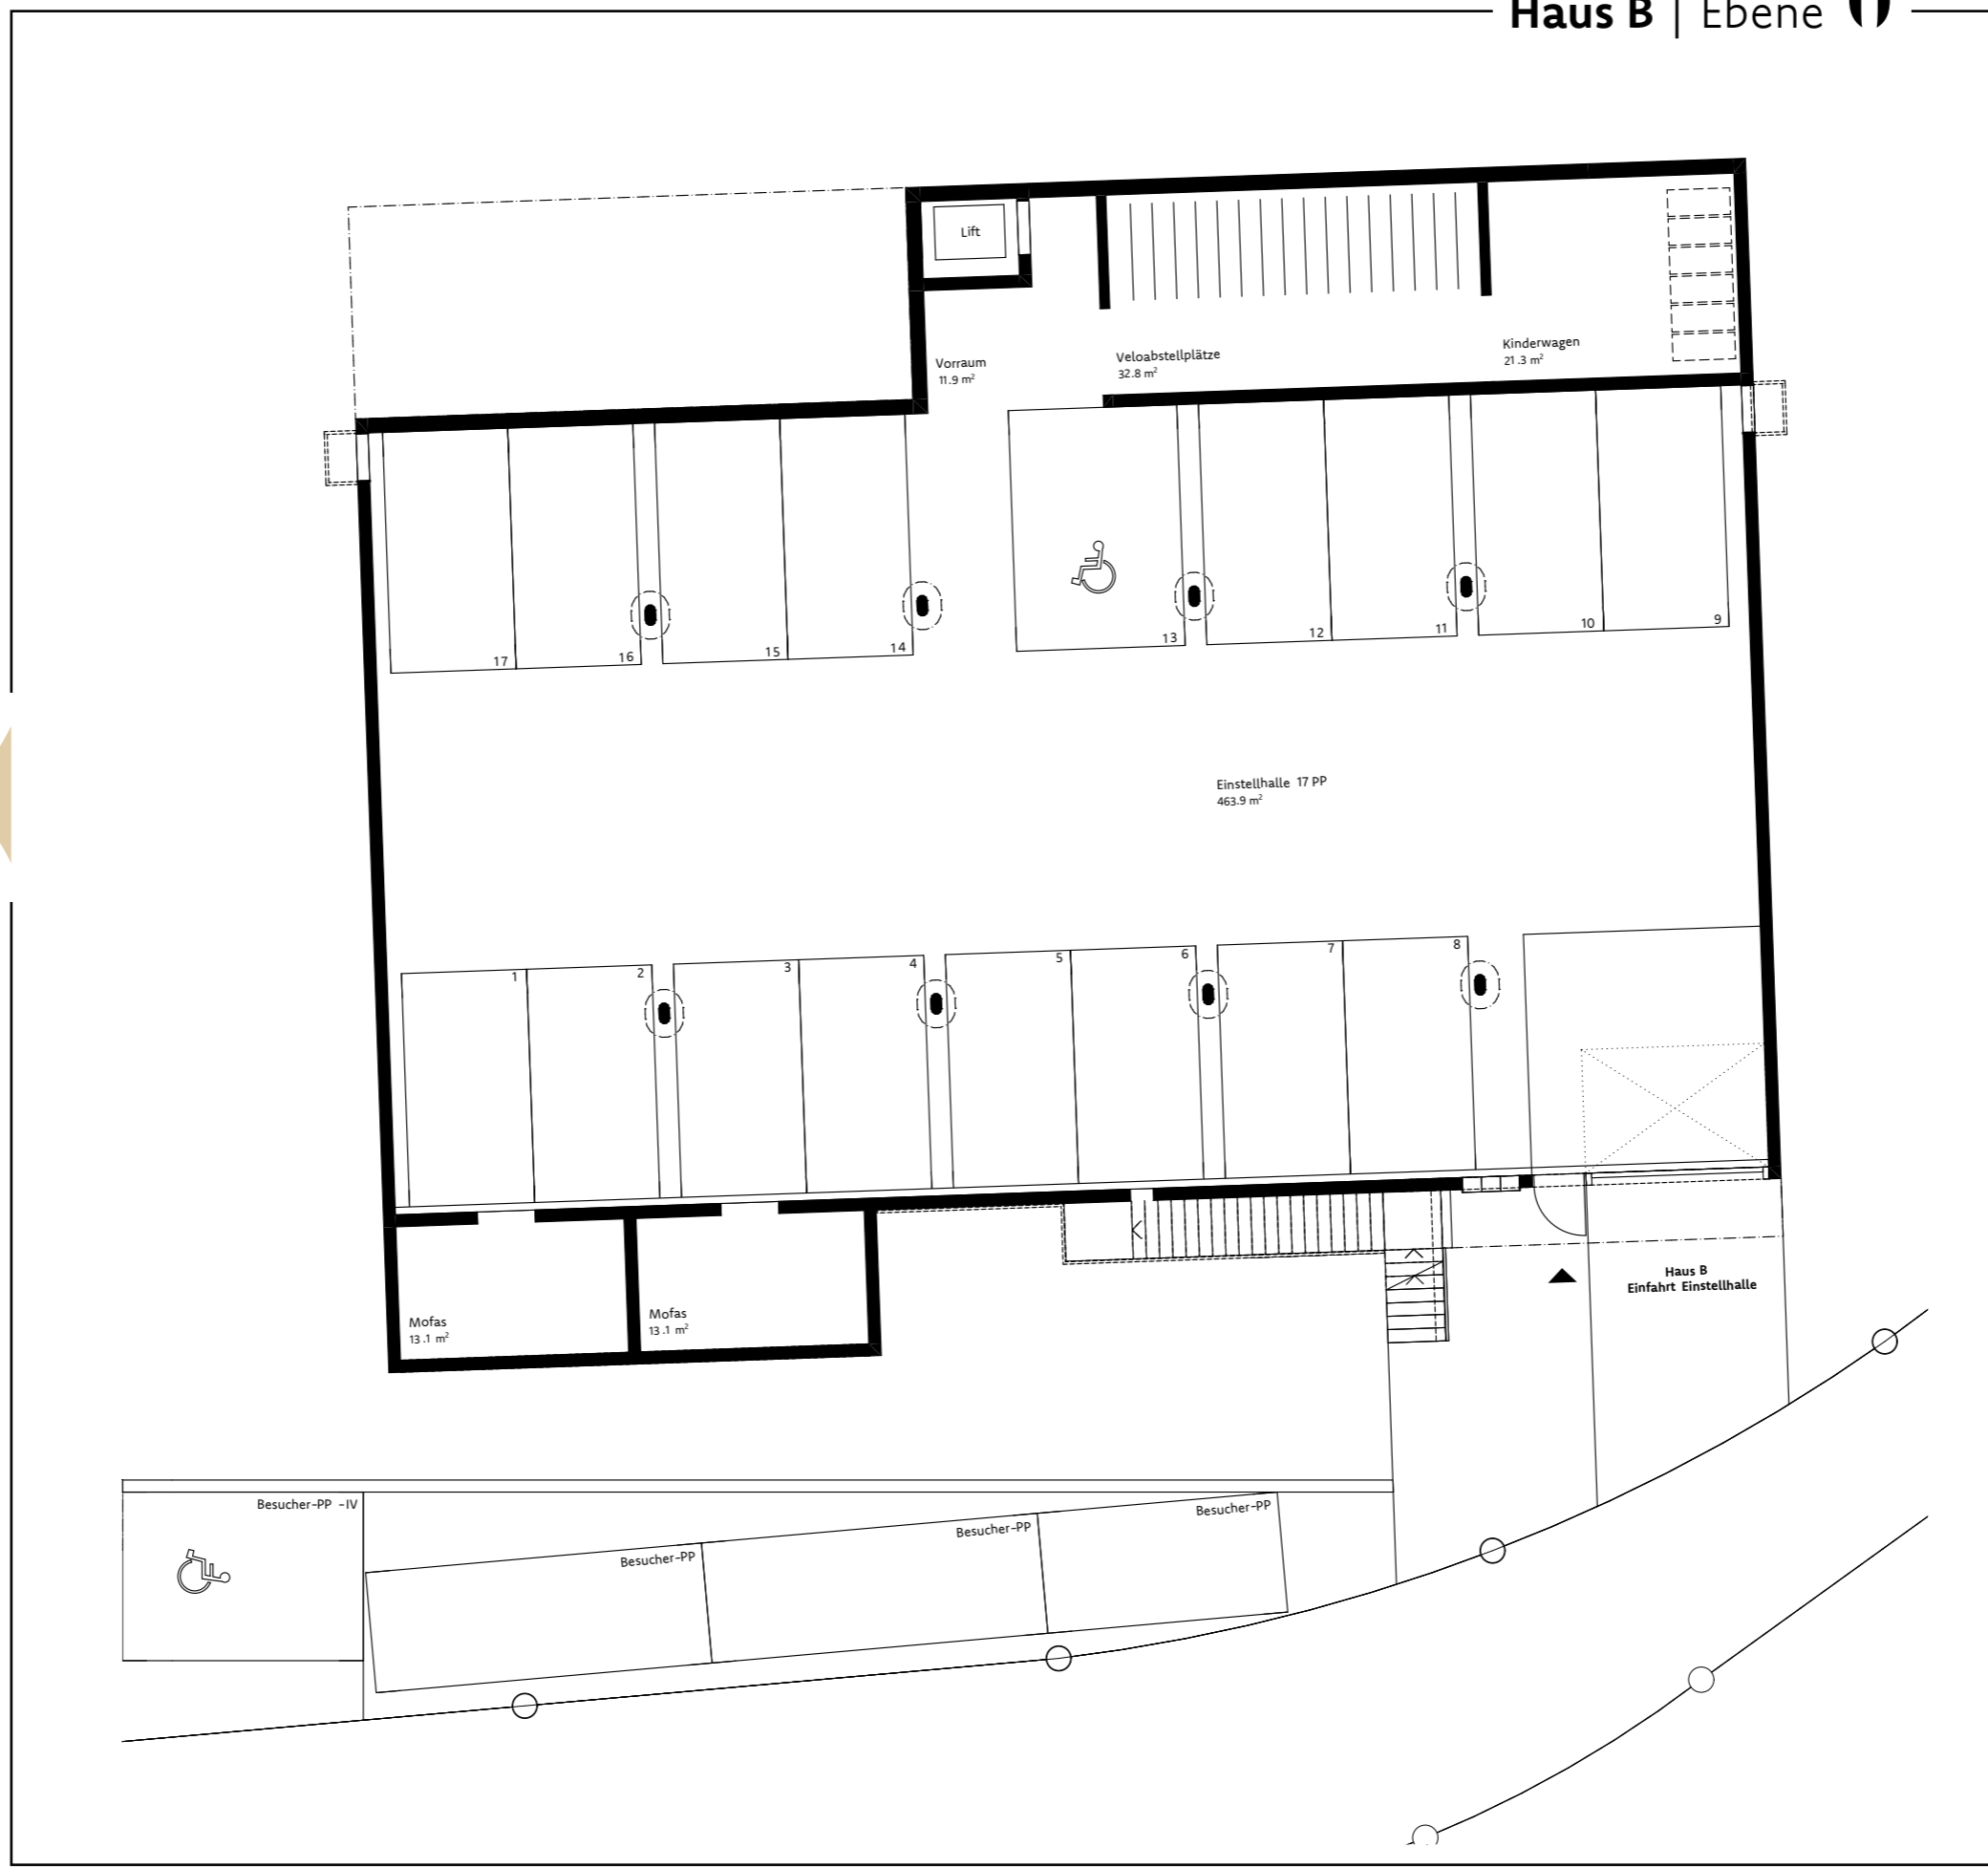 Haus B | Ebene 0
Lift
Vorraum
11.9 m²
Veloabstellplätze
32.8 m²
Kinderwagen
21.3 m²
17
16
15
14
13
12
11
10
9
Einstellhalle 17 PP
463.9 m²
1
2
3
4
5
6
7
8
Mofas
13.1 m²
Mofas
13.1 m²
Haus B
Einfahrt Einstellhalle
Besucher-PP -IV
Besucher-PP
Besucher-PP
Besucher-PP